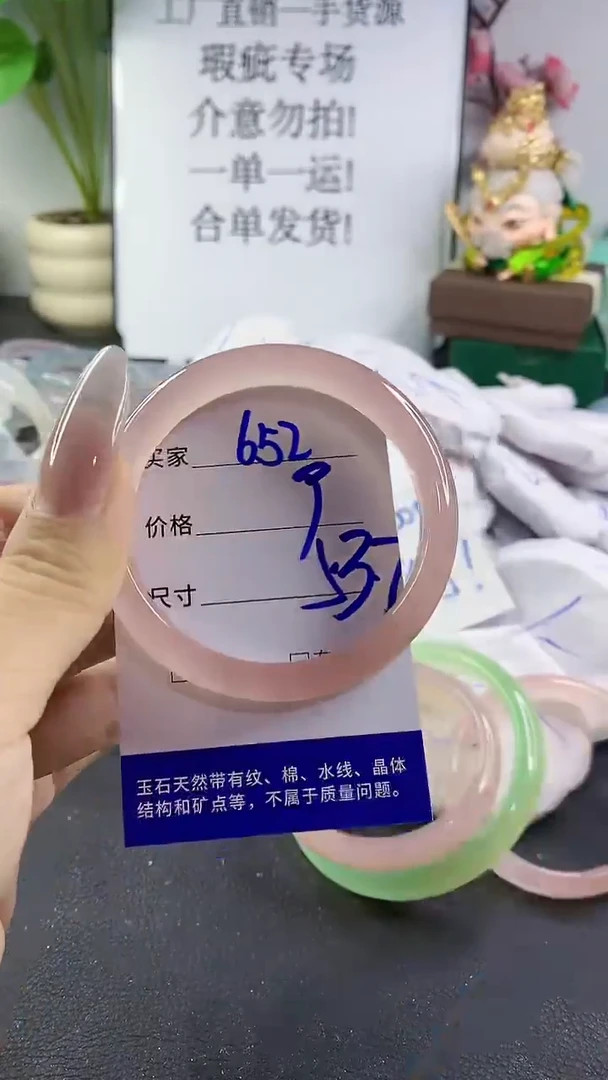 工厂直销一手货源
瑕疵专场
介意勿拍!
一单一运!
合单发货!
买家 652
价格
尺寸
玉石天然带有纹、棉、水线、晶体
结构和矿点等，不属于质量问题。